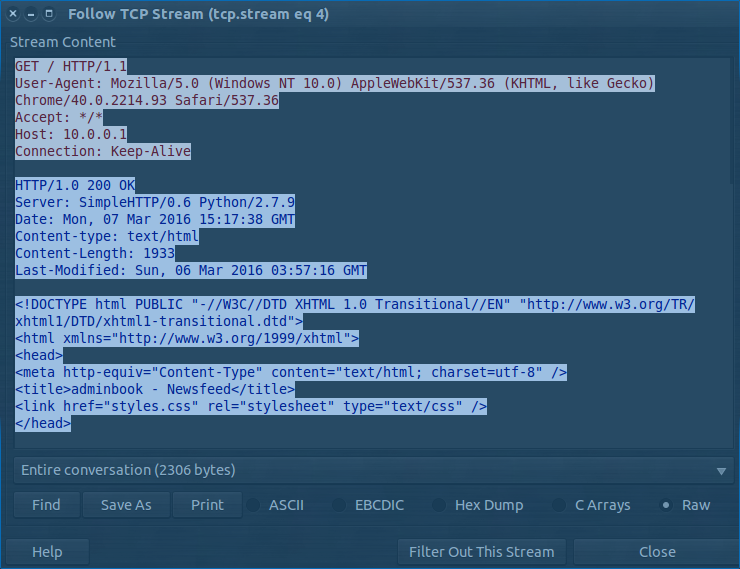 Follow TCP Stream (tcp.stream eq 4)
Stream Content
GET / HTTP/1.1
User-Agent: Mozilla/5.0 (Windows NT 10.0) AppleWebKit/537.36 (KHTML, like Gecko)
Chrome/40.0.2214.93 Safari/537.36
Accept: */*
Host: 10.0.0.1
Connection: Keep-Alive
HTTP/1.0 200 OK
Server: SimpleHTTP/0.6 Python/2.7.9
Date: Mon, 07 Mar 2016 15:17:38 GMT
Content-type: text/html
Content-Length: 1933
Last-Modified: Sun, 06 Mar 2016 03:57:16 GMT
<!DOCTYPE html PUBLIC "-//W3C//DTD XHTML 1.0 Transitional//EN" "http://www.w3.org/TR/
xhtml1/DTD/xhtml1-transitional.dtd">
<html xmlns="http://www.w3.org/1999/xhtml">
<head>
<meta http-equiv="Content-Type" content="text/html; charset=utf-8" />
<title>adminbook - Newsfeed</title>
<link href="styles.css" rel="stylesheet" type="text/css" />
</head>
Entire conversation (2306 bytes)
Find Save As Print ASCII EBCDIC Hex Dump C Arrays Raw
Help Filter Out This Stream Close